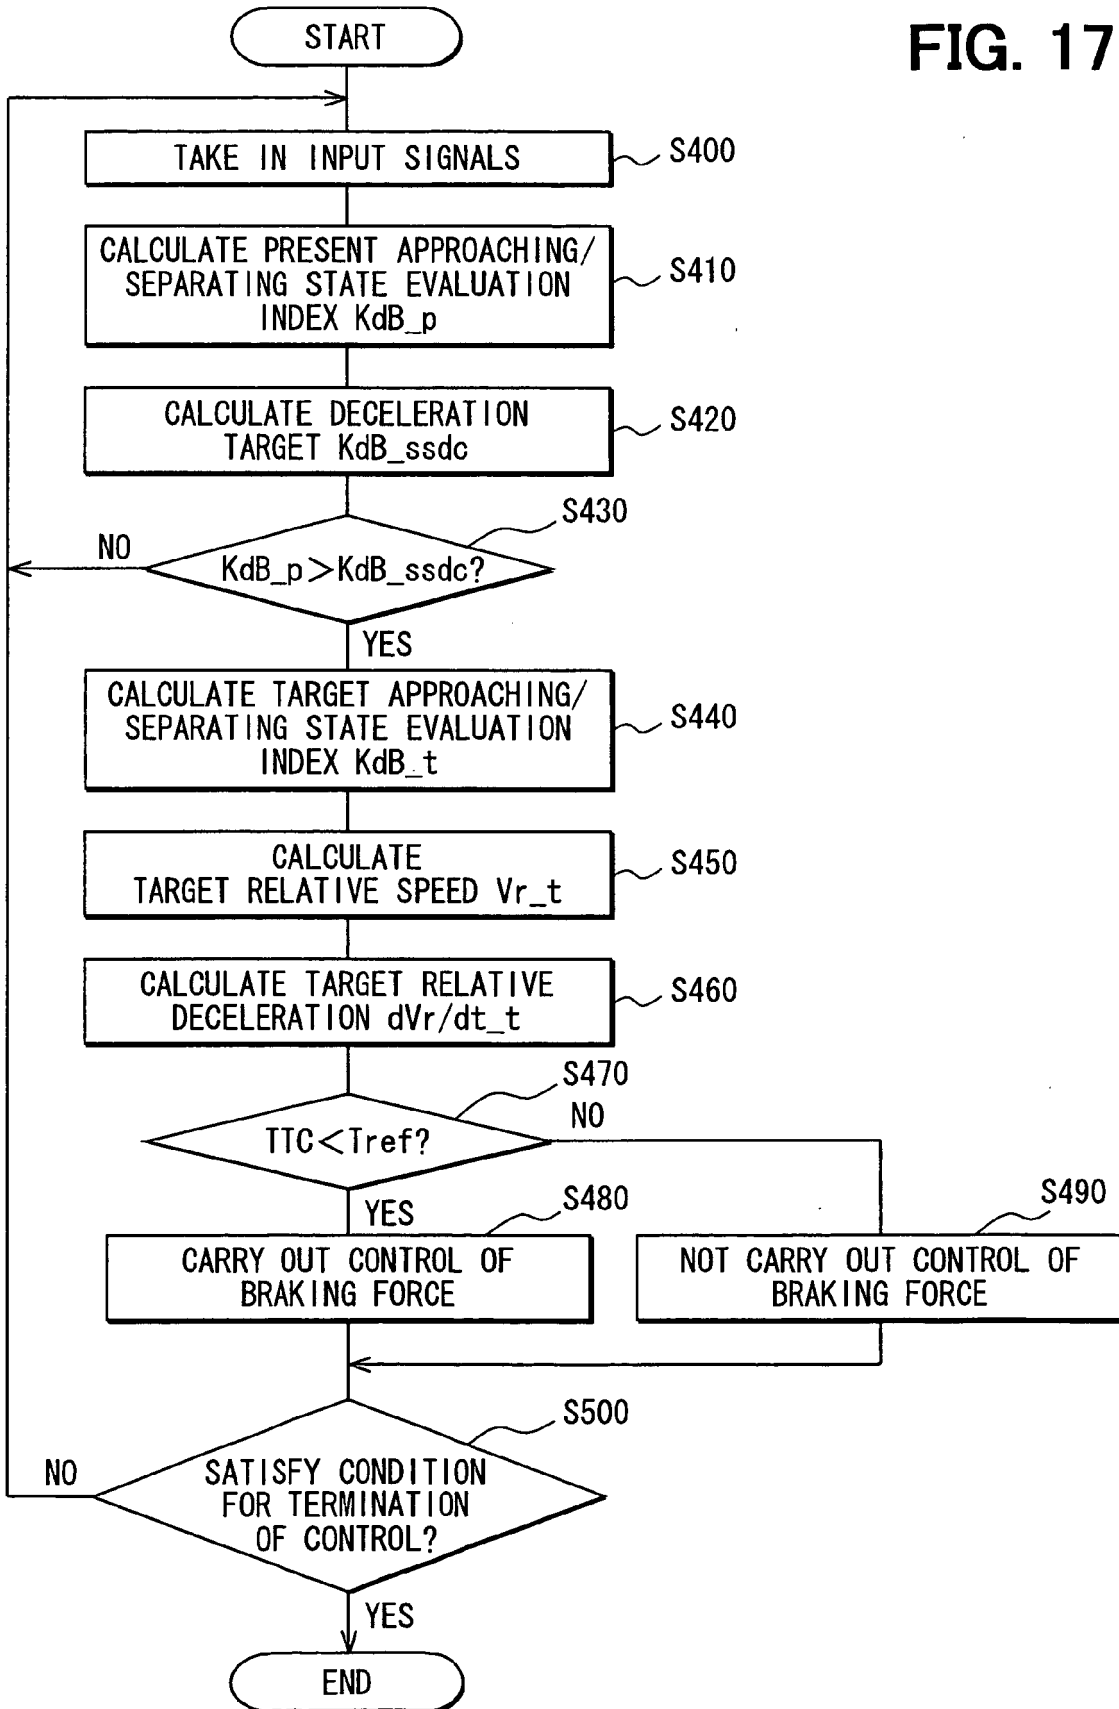 START
FIG. 17
TAKE IN INPUT SIGNALS
S400
CALCULATE PRESENT APPROACHING/
SEPARATING STATE EVALUATION
INDEX KdB_p
S410
CALCULATE DECELERATION
TARGET KdB_ssdc
S420
S430
NO
KdB_p>KdB_ssdc?
YES
CALCULATE TARGET APPROACHING/
SEPARATING STATE EVALUATION
INDEX KdB_t
S440
CALCULATE
TARGET RELATIVE SPEED Vr_t
S450
CALCULATE TARGET RELATIVE
DECELERATION dVr/dt_t
S460
S470
NO
TTC<Tref?
YES
S480
S490
CARRY OUT CONTROL OF
BRAKING FORCE
NOT CARRY OUT CONTROL OF
BRAKING FORCE
S500
NO
SATISFY CONDITION
FOR TERMINATION
OF CONTROL?
YES
END